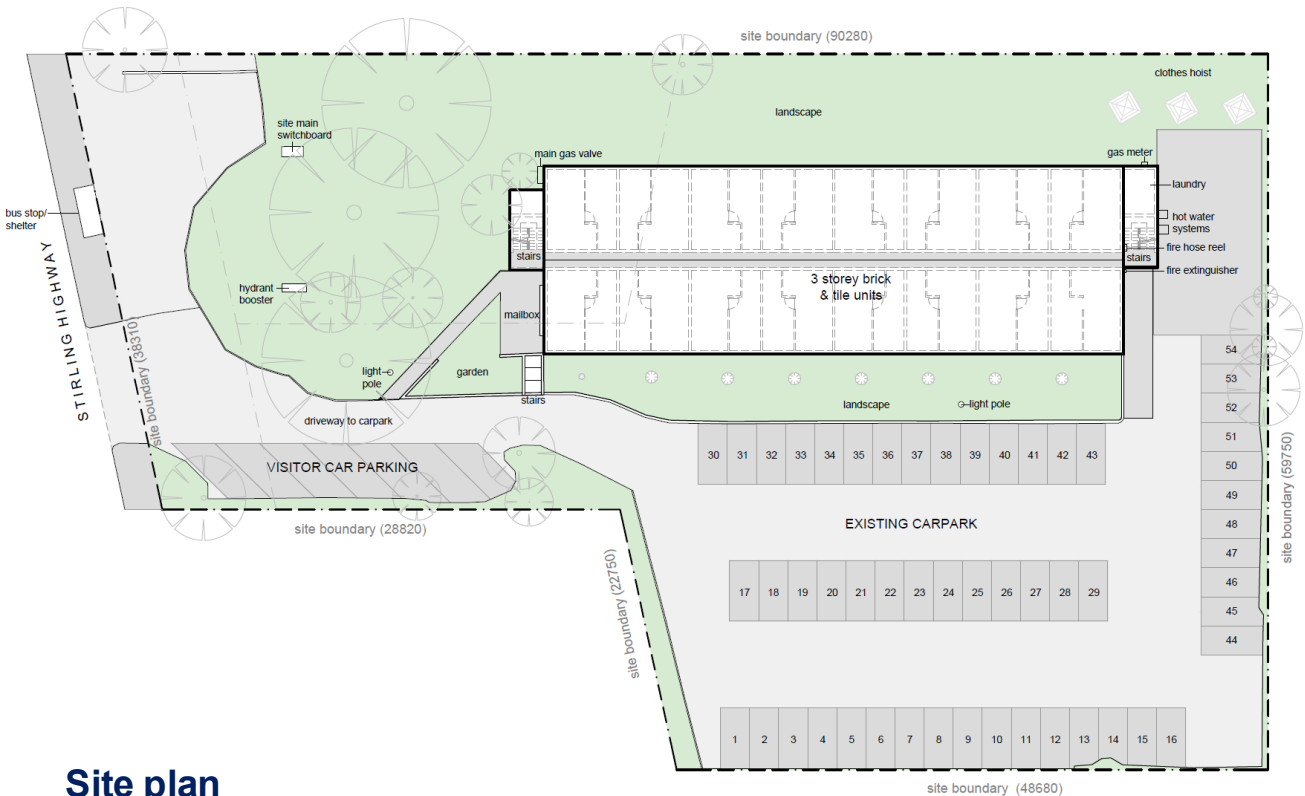 site boundary (90280)
clothes hoist
landscape
site main
switchboard
main gas valve
gas meter
laundry
bus stop/
shelter
hot water
systems
stairs
fire hose reel
stairs
fire extinguisher
3 storey brick
& tile units
STIRLING HIGHWAY
hydrant
booster
mailbox
site boundary (38310)
light
pole
garden
stairs
landscape
light pole
driveway to carpark
54
53
52
51
50
49
48
47
46
45
44
site boundary (59750)
VISITOR CAR PARKING
30 31 32 33 34 35 36 37 38 39 40 41 42 43
site boundary (28820)
EXISTING CARPARK
site boundary (22750)
17 18 19 20 21 22 23 24 25 26 27 28 29
1 2 3 4 5 6 7 8 9 10 11 12 13 14 15 16
Site plan
site boundary (48680)